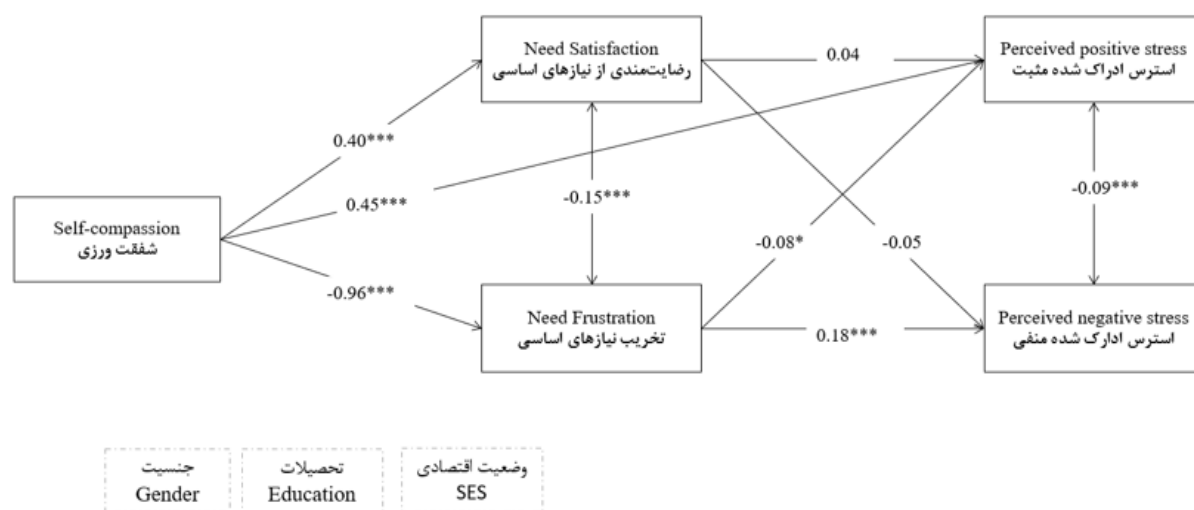 Need Satisfaction
رضایت‌مندی از نیازهای اساسی
0.04
Perceived positive stress
استرس ادراک شده مثبت
0.40***
Self-compassion
شفقت ورزی
0.45***
-0.15***
-0.09***
-0.08*
-0.05
-0.96***
Need Frustration
تخریب نیازهای اساسی
0.18***
Perceived negative stress
استرس ادارک شده منفی
جنسیت
Gender
تحصیلات
Education
وضعیت اقتصادی
SES